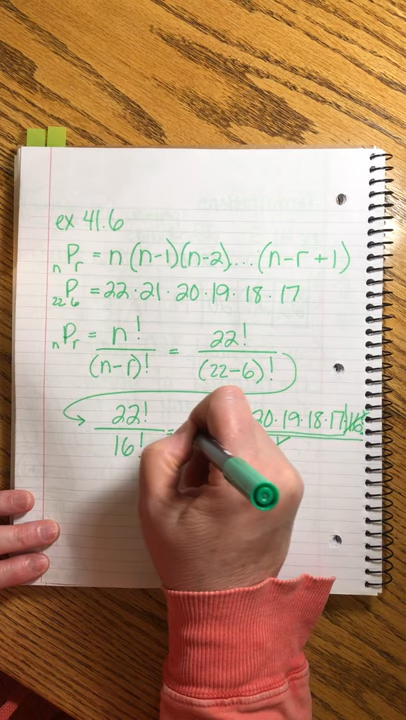 ex 41.6
nPr = n(n-1)(n-2)...(n-r+1)
22P6 = 22·21·20·19·18·17
nPr = n!/(n-r)! = 22!/(22-6)!
22!/16! = 20·19·18·17